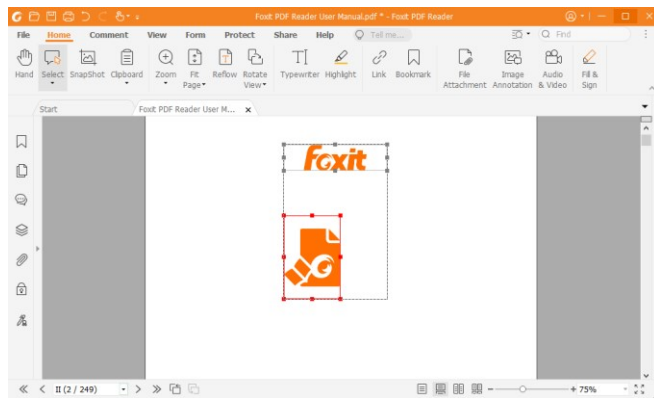 Foxit PDF Reader User Manual.pdf * - Foxit PDF Reader
File Home Comment View Form Protect Share Help Tell me... Find
Hand Select SnapShot Clipboard Zoom Fit Page Reflow Rotate View Typewriter Highlight Link Bookmark File Attachment Image Annotation Audio & Video Fill & Sign
Start Foxit PDF Reader User M...
foxit
II (2 / 249) 75%